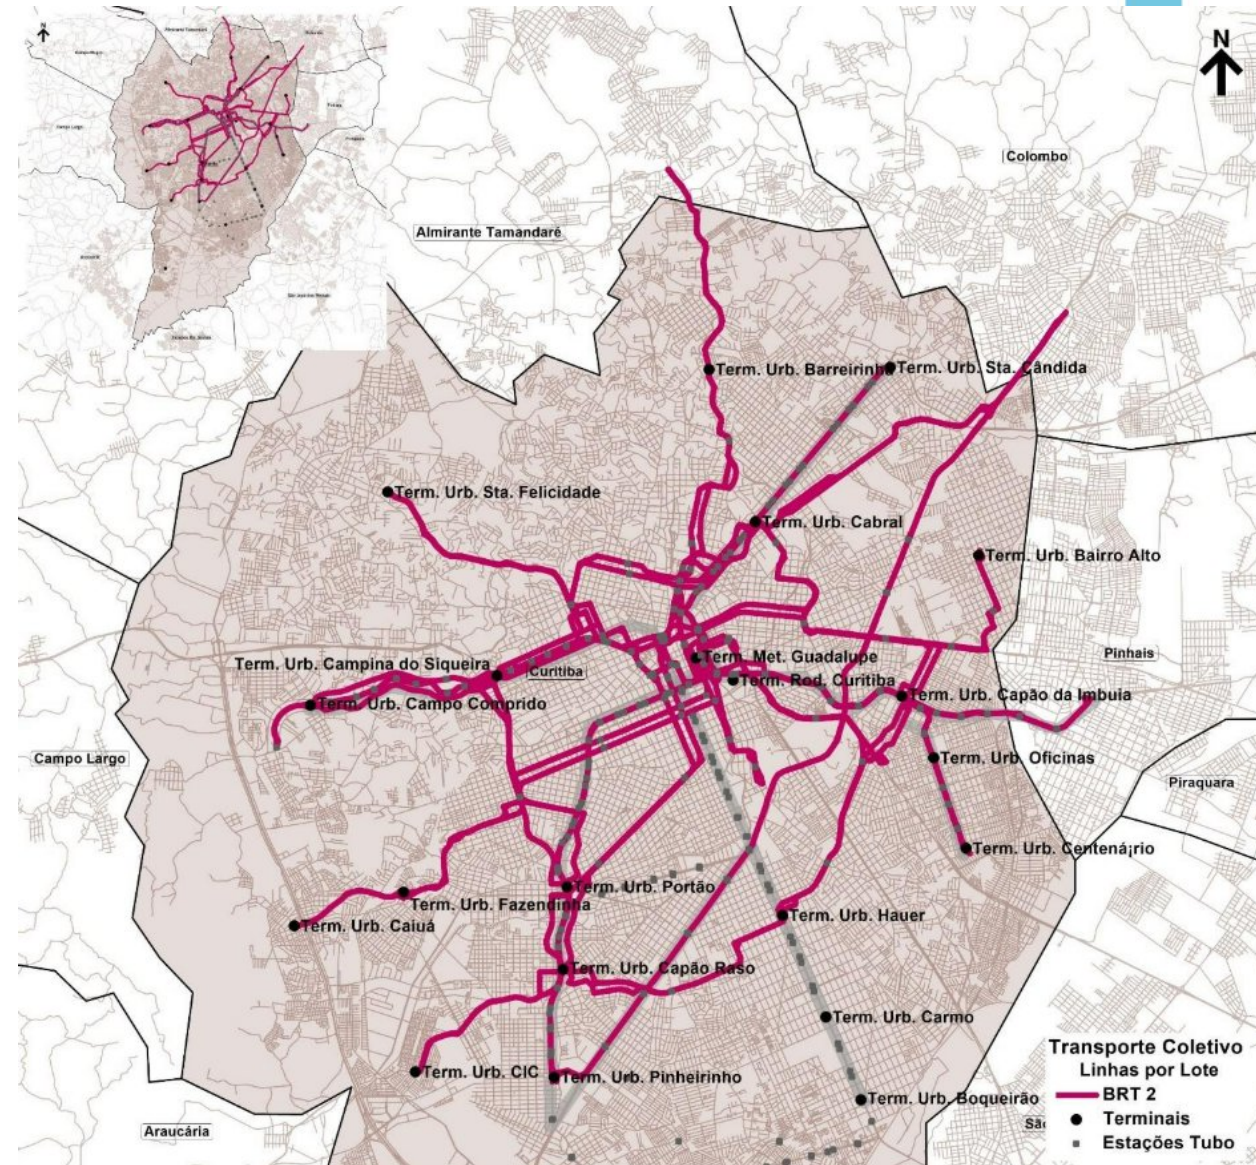 N
N
Colombo
Almirante Tamandaré
Term. Urb. Barreirinha
Term. Urb. Sta. Cândida
Term. Urb. Sta. Felicidade
Term. Urb. Cabral
Term. Urb. Bairro Alto
Pinhais
Term. Met. Guadalupe
Term. Urb. Campina do Siqueira
Curitiba
Term. Rod. Curitiba
Term. Urb. Capão da Imbuia
Term. Urb. Campo Comprido
Campo Largo
Term. Urb. Oficinas
Piraquara
Term. Urb. Centená¡rio
Term. Urb. Portão
Term. Urb. Fazendinha
Term. Urb. Hauer
Term. Urb. Caiuá
Term. Urb. Capão Raso
Term. Urb. Carmo
Term. Urb. CIC
Term. Urb. Pinheirinho
Term. Urb. Boqueirão
Araucária
São
Transporte Coletivo
Linhas por Lote
BRT 2
Terminais
Estações Tubo